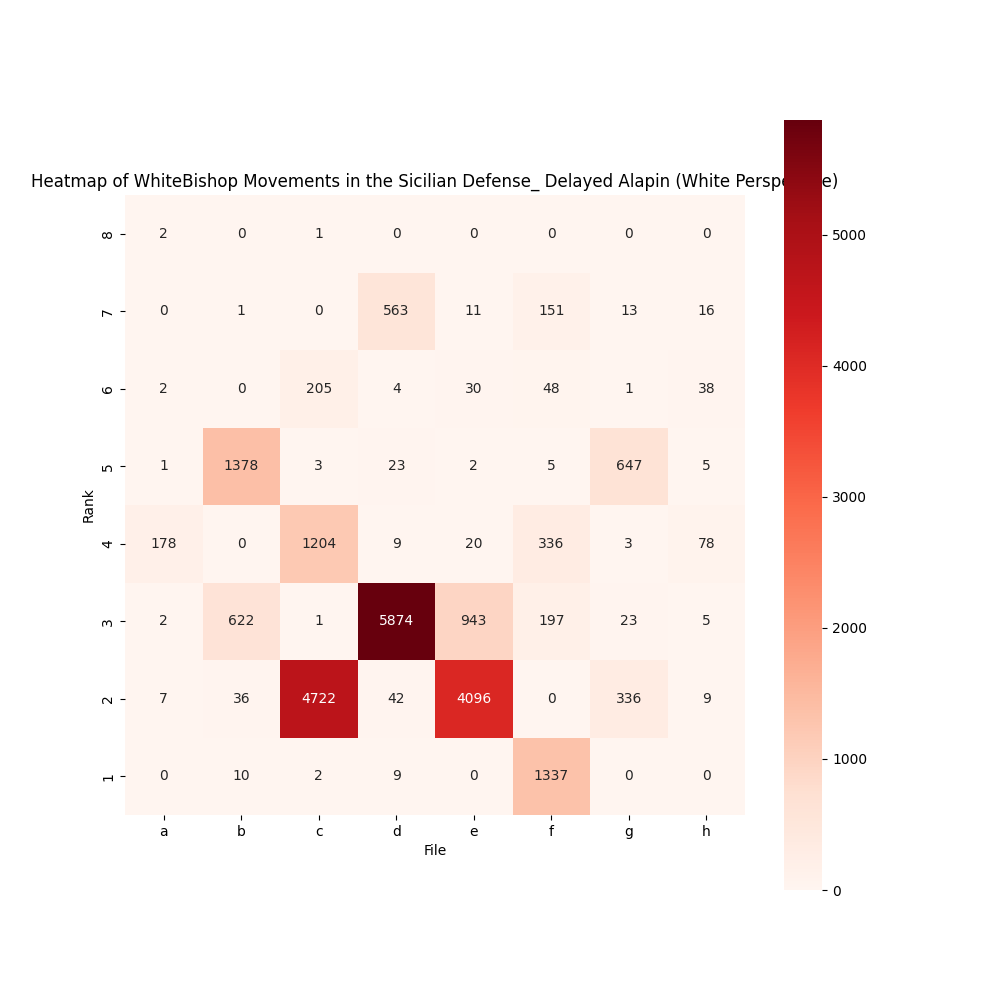 Heatmap of WhiteBishop Movements in the Sicilian Defense_ Delayed Alapin (White Perspe e)
8 2 0 1 0 0 0 0 0
7 0 1 0 563 11 151 13 16
6 2 0 205 4 30 48 1 38
5 1 1378 3 23 2 5 647 5
4 178 0 1204 9 20 336 3 78
3 2 622 1 5874 943 197 23 5
2 7 36 4722 42 4096 0 336 9
1 0 10 2 9 0 1337 0 0
a b c d e f g h
File
Rank
5000
4000
3000
2000
1000
0